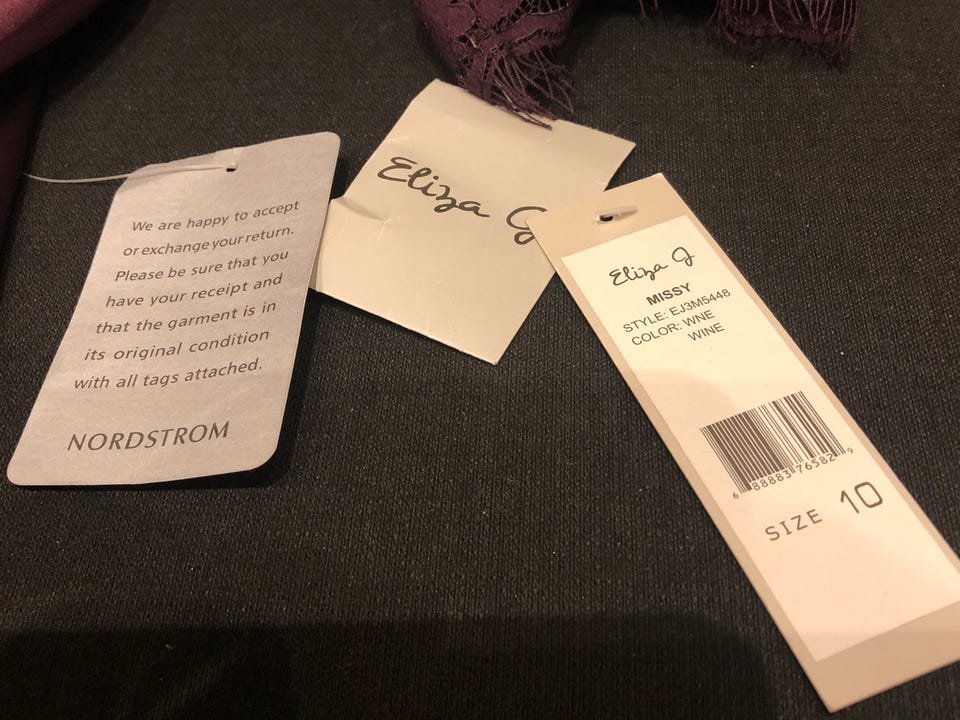 We are happy to accept
or exchange your return.
Please be sure that you
have your receipt and
that the garment is in
its original condition
with all tags attached.
NORDSTROM
Eliza J
Eliza J
MISSY
STYLE: EJ3M5448
COLOR: WNE
WINE
6 88883 76582 9
SIZE 10